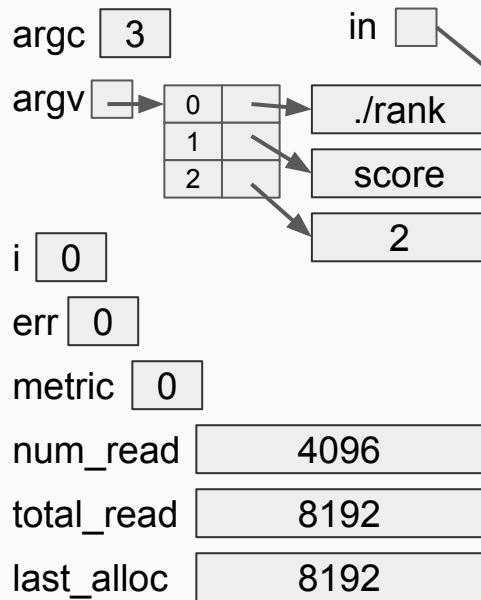 argc 3 in
argv 0 ./rank
1 score
2 2
i 0
err 0
metric 0
num_read 4096
total_read 8192
last_alloc 8192